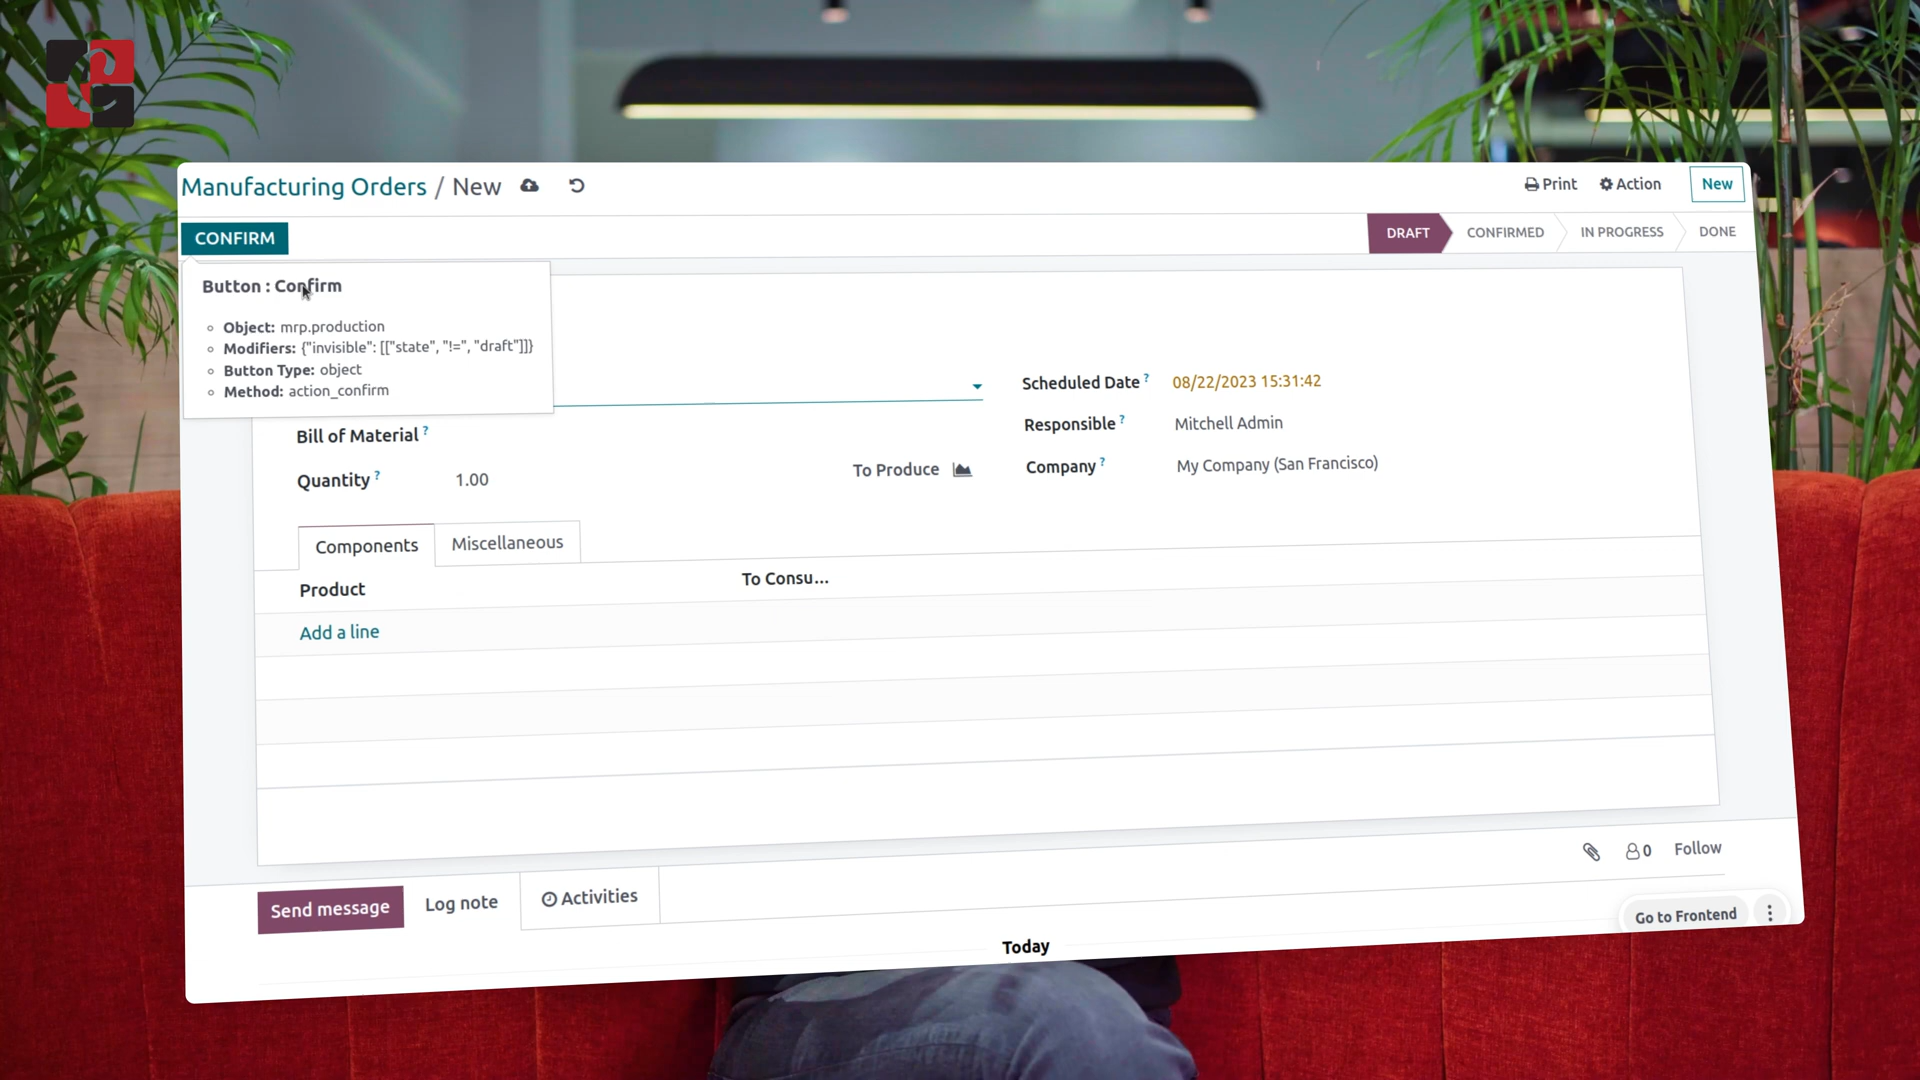 Manufacturing Orders / New
Print Action New
CONFIRM
DRAFT CONFIRMED IN PROGRESS DONE
Button : Confirm
Object: mrp.production
Modifiers: {"invisible": [["state", "!=", "draft"]]}
Button Type: object
Method: action_confirm
Scheduled Date ? 08/22/2023 15:31:42
Responsible ? Mitchell Admin
Company ? My Company (San Francisco)
Bill of Material ?
Quantity ? 1.00 To Produce
Components Miscellaneous
Product To Consu...
Add a line
0 Follow
Send message Log note Activities
Go to Frontend
Today